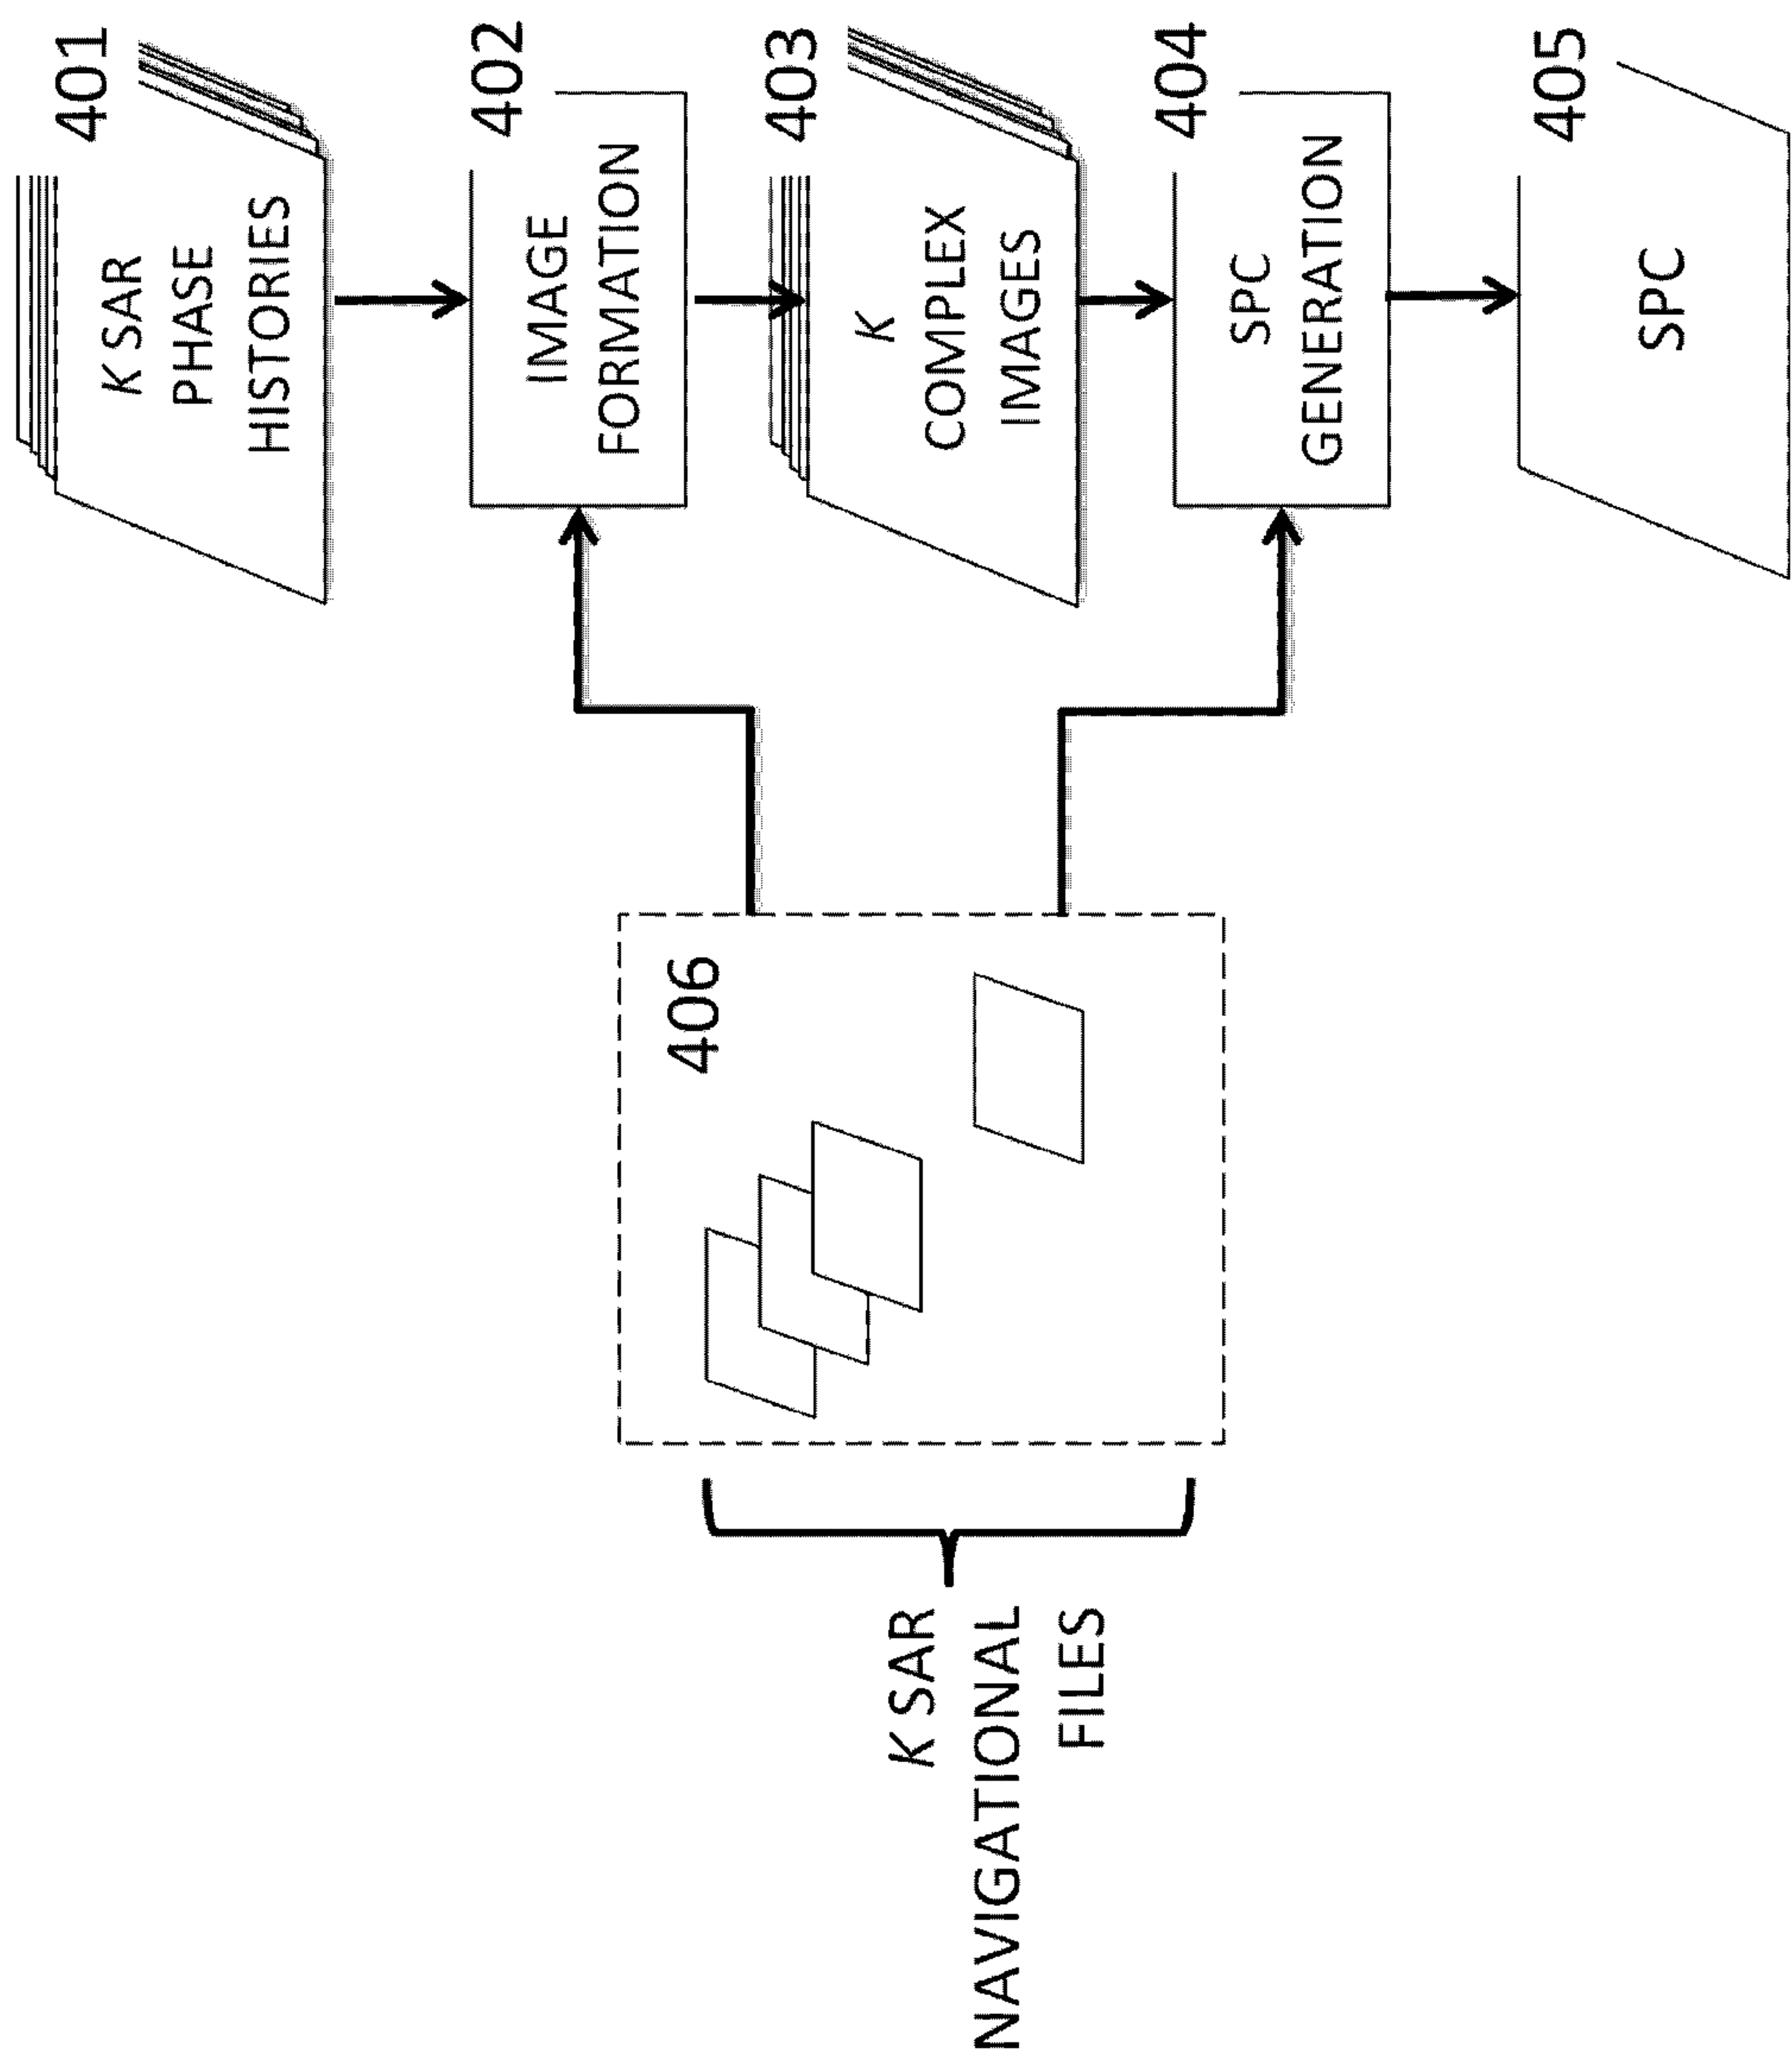 401
K SAR
PHASE
HISTORIES
402
IMAGE
FORMATION
403
K
COMPLEX
IMAGES
404
SPC
GENERATION
405
SPC
406
K SAR
NAVIGATIONAL
FILES